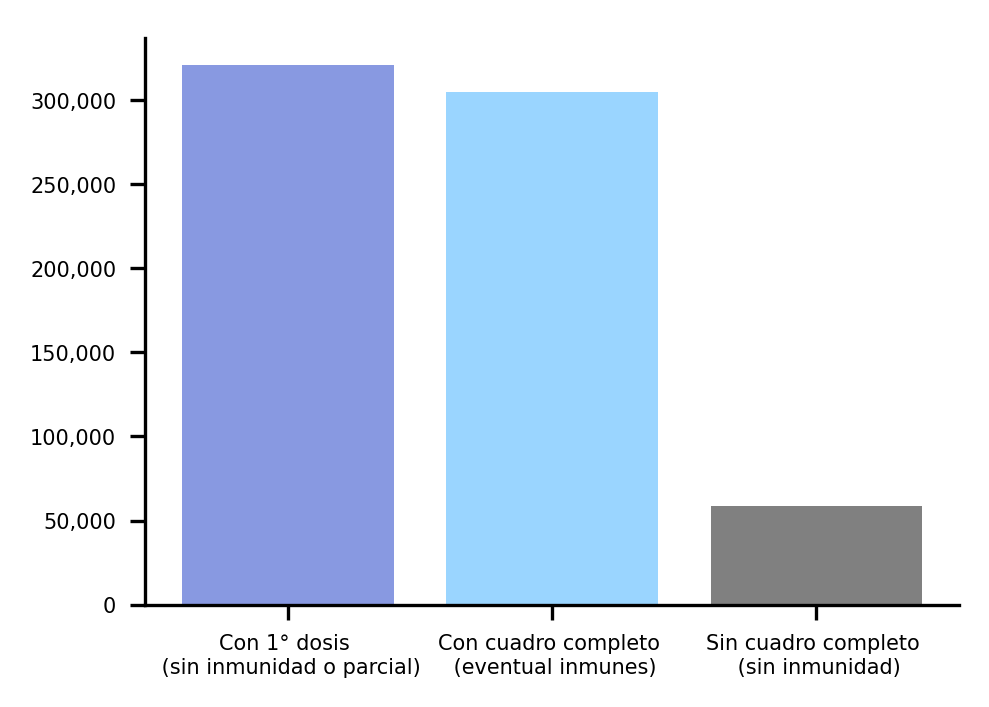 300,000
250,000
200,000
150,000
100,000
50,000
0
Con 1° dosis
(sin inmunidad o parcial)
Con cuadro completo
(eventual inmunes)
Sin cuadro completo
(sin inmunidad)